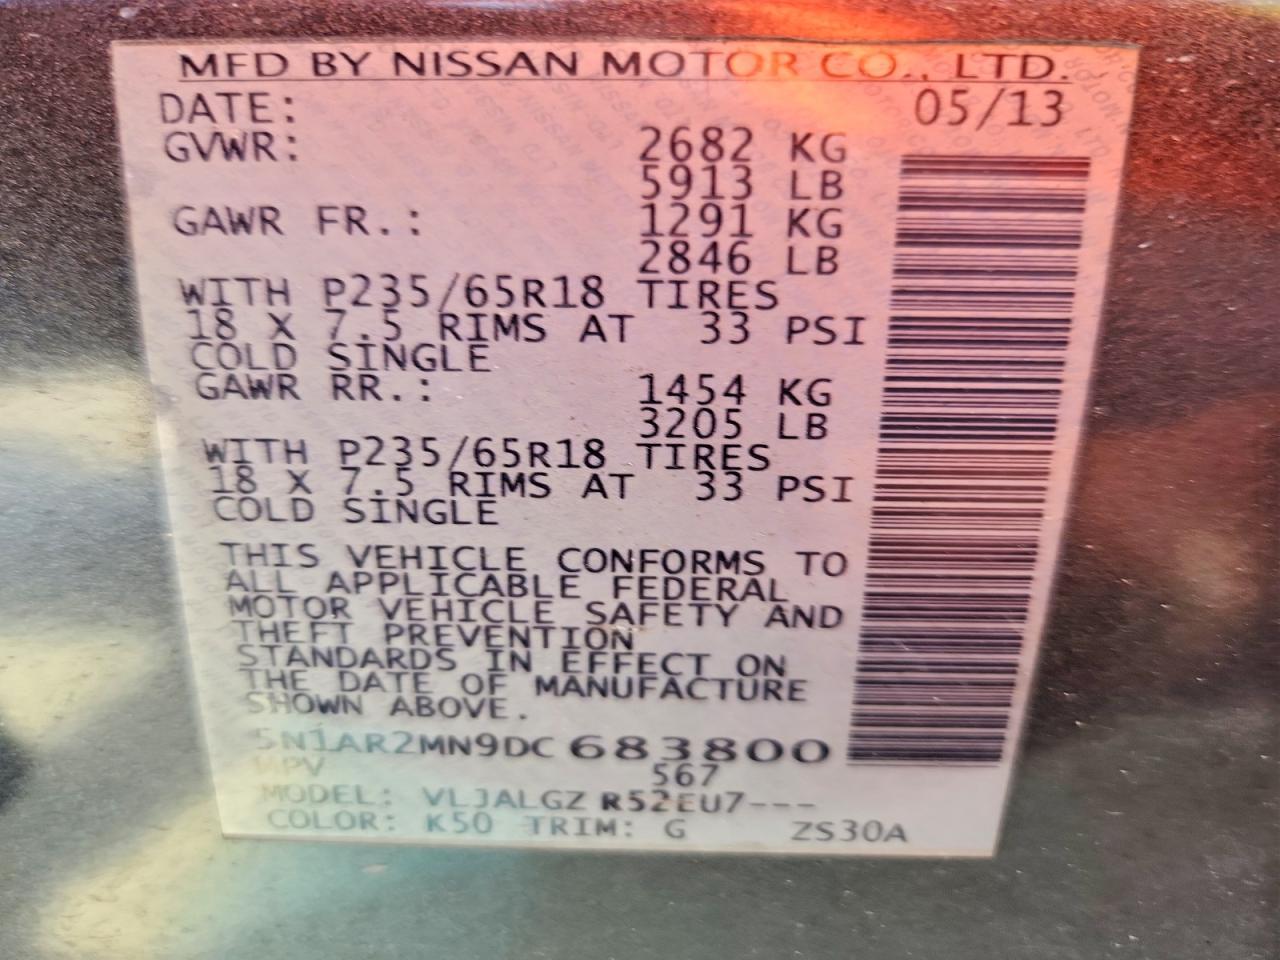 MFD BY NISSAN MOTOR CO., LTD.
DATE: 05/13
GVWR: 2682 KG
5913 LB
GAWR FR.: 1291 KG
2846 LB
WITH P235/65R18 TIRES
18 X 7.5 RIMS AT 33 PSI
COLD SINGLE
GAWR RR.: 1454 KG
3205 LB
WITH P235/65R18 TIRES
18 X 7.5 RIMS AT 33 PSI
COLD SINGLE
THIS VEHICLE CONFORMS TO
ALL APPLICABLE FEDERAL
MOTOR VEHICLE SAFETY AND
THEFT PREVENTION
STANDARDS IN EFFECT ON
THE DATE OF MANUFACTURE
SHOWN ABOVE.
5N1AR2MN9DC 683800
MPV 567
MODEL: VLJALGZ R52EU7---
COLOR: K50 TRIM: G ZS30A